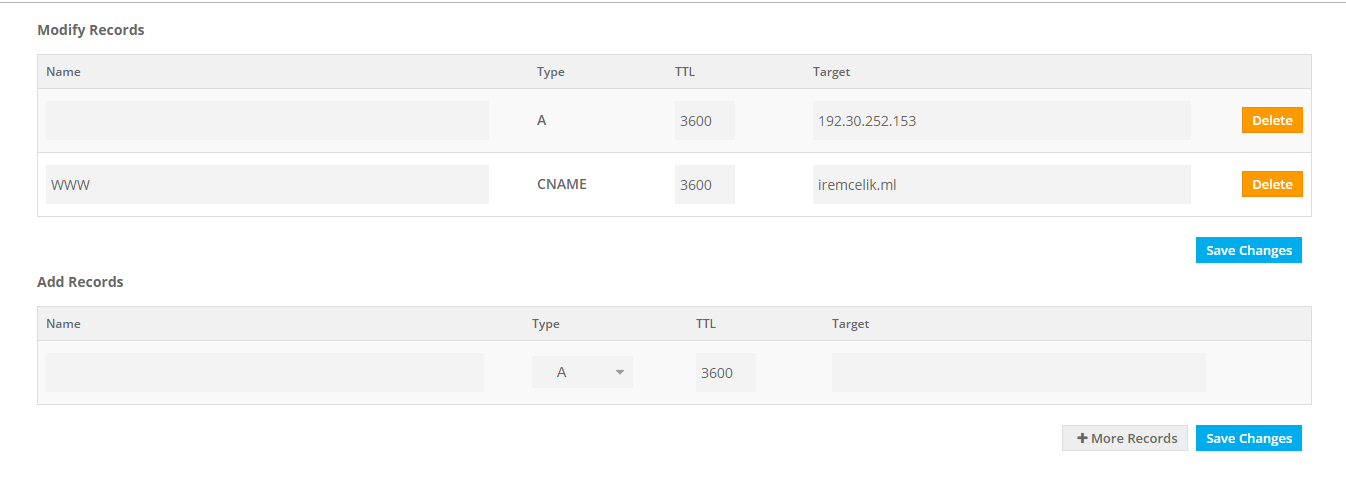 Modify Records
Name Type TTL Target
A 3600 192.30.252.153 Delete
WWW CNAME 3600 iremcelik.ml Delete
Save Changes
Add Records
Name Type TTL Target
A 3600
+ More Records Save Changes